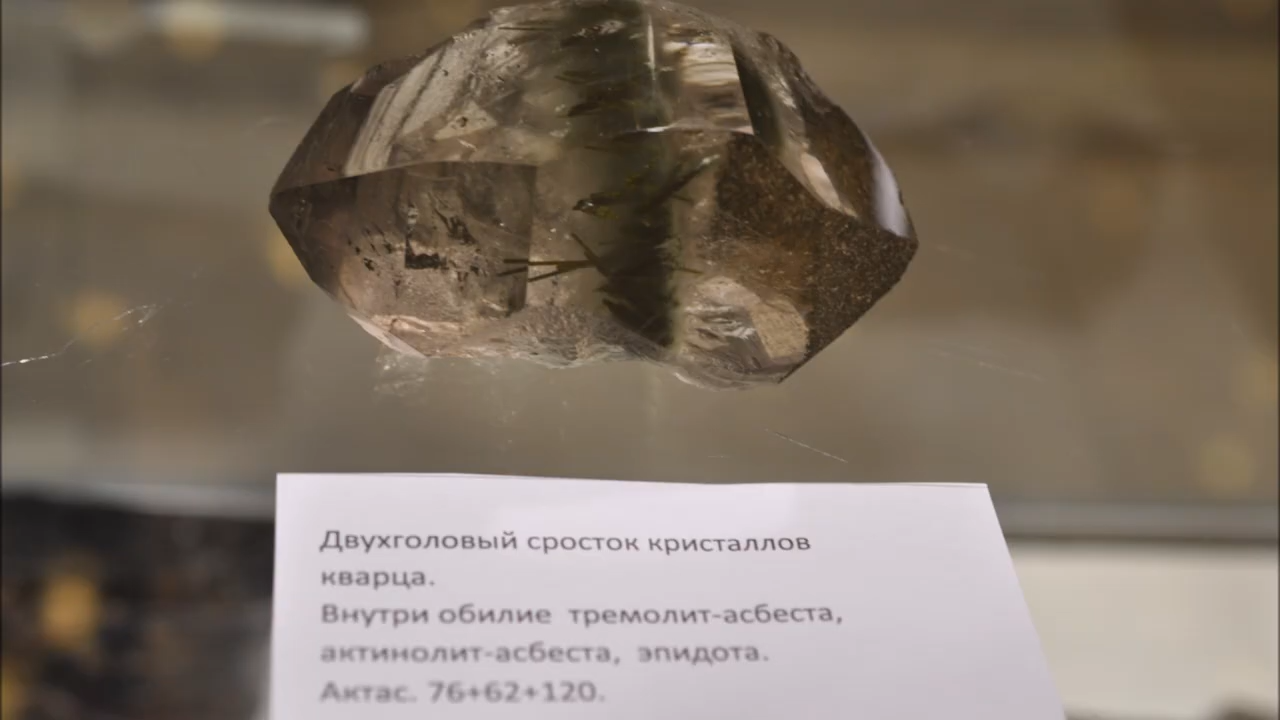 Двухголовый сросток кристаллов
кварца.
Внутри обилие тремолит-асбеста,
актинолит-асбеста, эпидота.
Актас. 76+62+120.